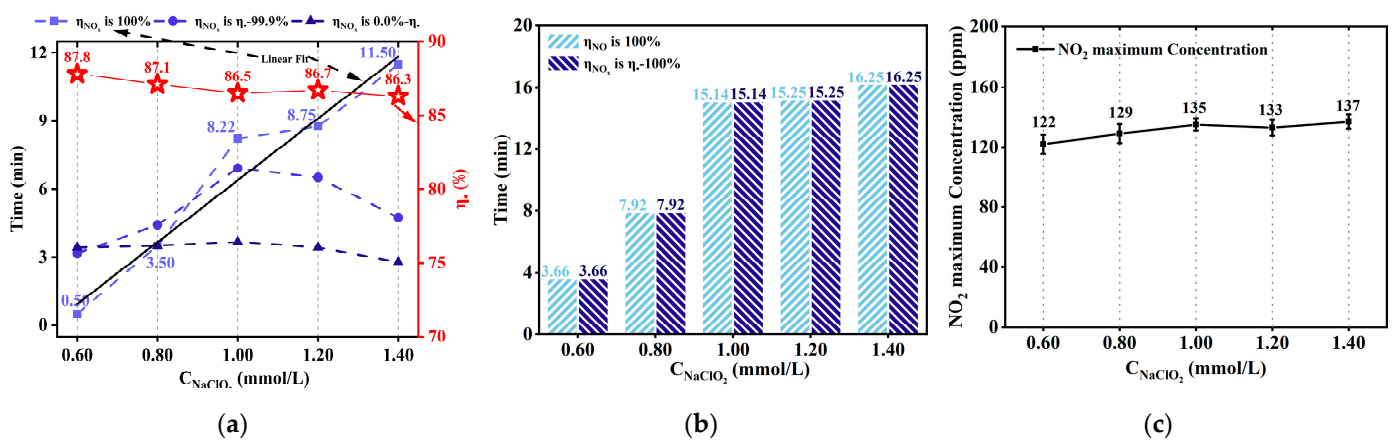 η_NOx is 100% η_NOx is η.-99.9% η_NOx is 0.0%-η.
Time (min)
12
9
6
3
0
87.8
87.1
86.5
86.7
86.3
Linear Fit
11.50
8.75
8.22
3.50
0.50
90
85
80
75
70
η. (%)
0.60 0.80 1.00 1.20 1.40
C_NaClO. (mmol/L)
(a)
η_NO is 100%
η_NOx is η.-100%
Time (min)
20
16
12
8
4
0
3.66 3.66
7.92 7.92
15.14 15.14
15.25 15.25
16.25 16.25
0.60 0.80 1.00 1.20 1.40
C_NaClO2 (mmol/L)
(b)
NO2 maximum Concentration
NO2 maximum Concentration (ppm)
200
160
120
80
40
0
122 129 135 133 137
0.60 0.80 1.00 1.20 1.40
C_NaClO2 (mmol/L)
(c)